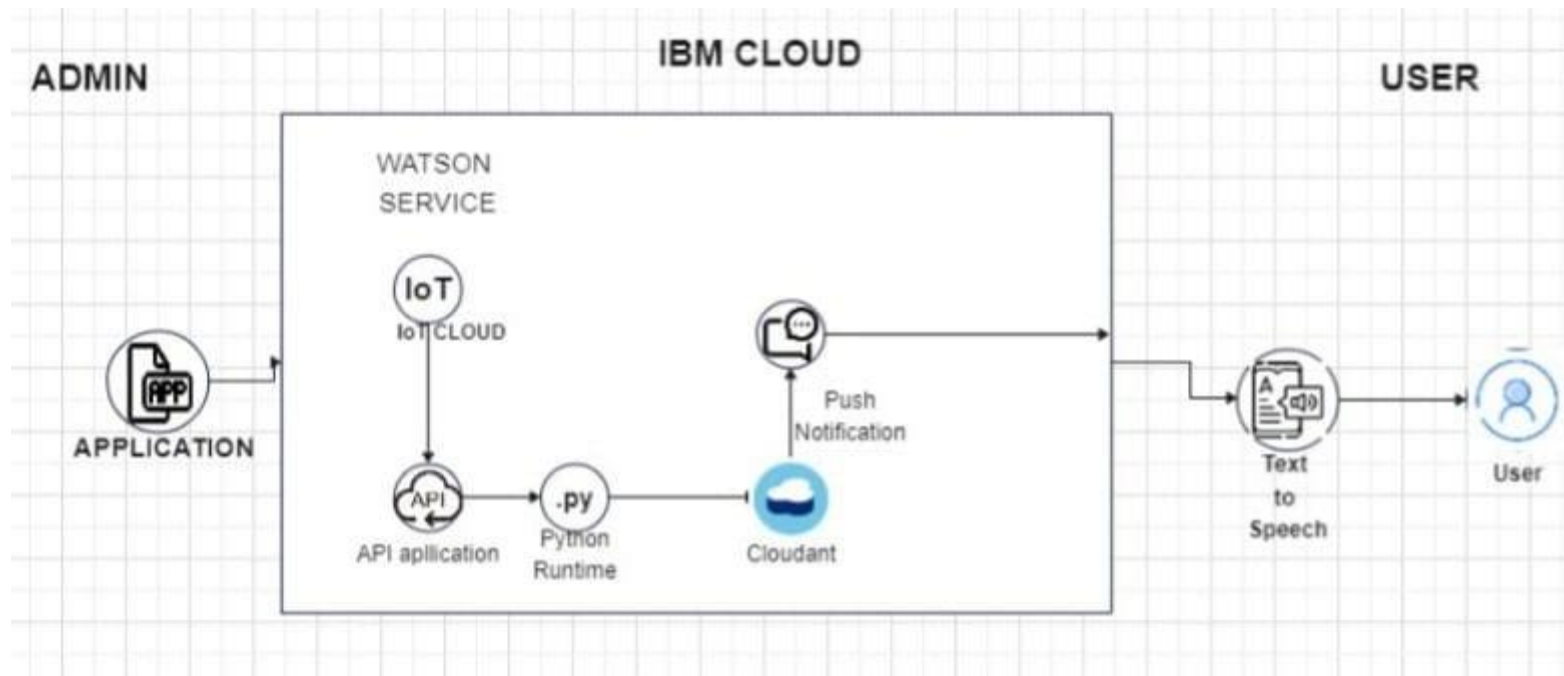 IBM CLOUD
ADMIN
USER
WATSON
SERVICE
IoT
IoT CLOUD
APP
APPLICATION
API
API apllication
.py
Python
Runtime
Push
Notification
Cloudant
A
Text
to
Speech
User